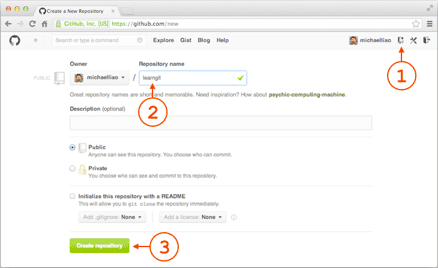 Create a New Repository
GitHub, Inc. [US] https://github.com/new
Search or type a command
Explore Gist Blog Help
michaelliao
1
Owner Repository name
PUBLIC michaelliao / learngit
Great repository names are short and memorable. Need inspiration? How about psychic-computing-machine.
2
Description (optional)
Public
Anyone can see this repository. You choose who can commit.
Private
You choose who can see and commit to this repository.
Initialize this repository with a README
This will allow you to git clone the repository immediately.
Add .gitignore: None Add a license: None
Create repository
3